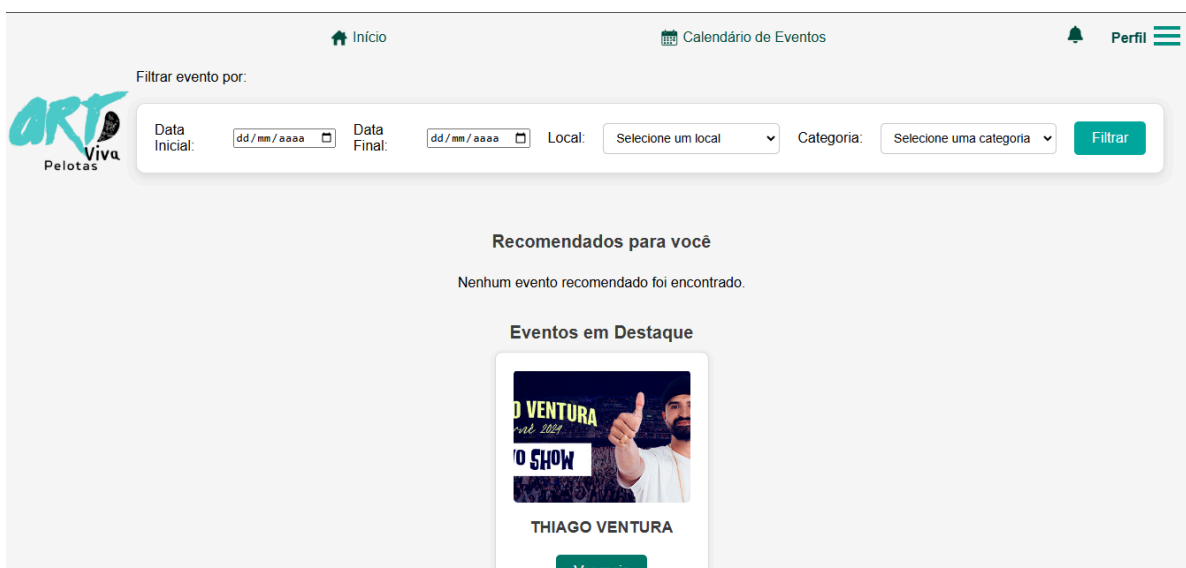 Início
Calendário de Eventos
Perfil
Filtrar evento por:
ART
Viva
Pelotas
Data
Inicial:
dd/mm/aaaa
Data
Final:
dd/mm/aaaa
Local:
Selecione um local
Categoria:
Selecione uma categoria
Filtrar
Recomendados para você
Nenhum evento recomendado foi encontrado.
Eventos em Destaque
O VENTURA
2024
VO SHOW
THIAGO VENTURA